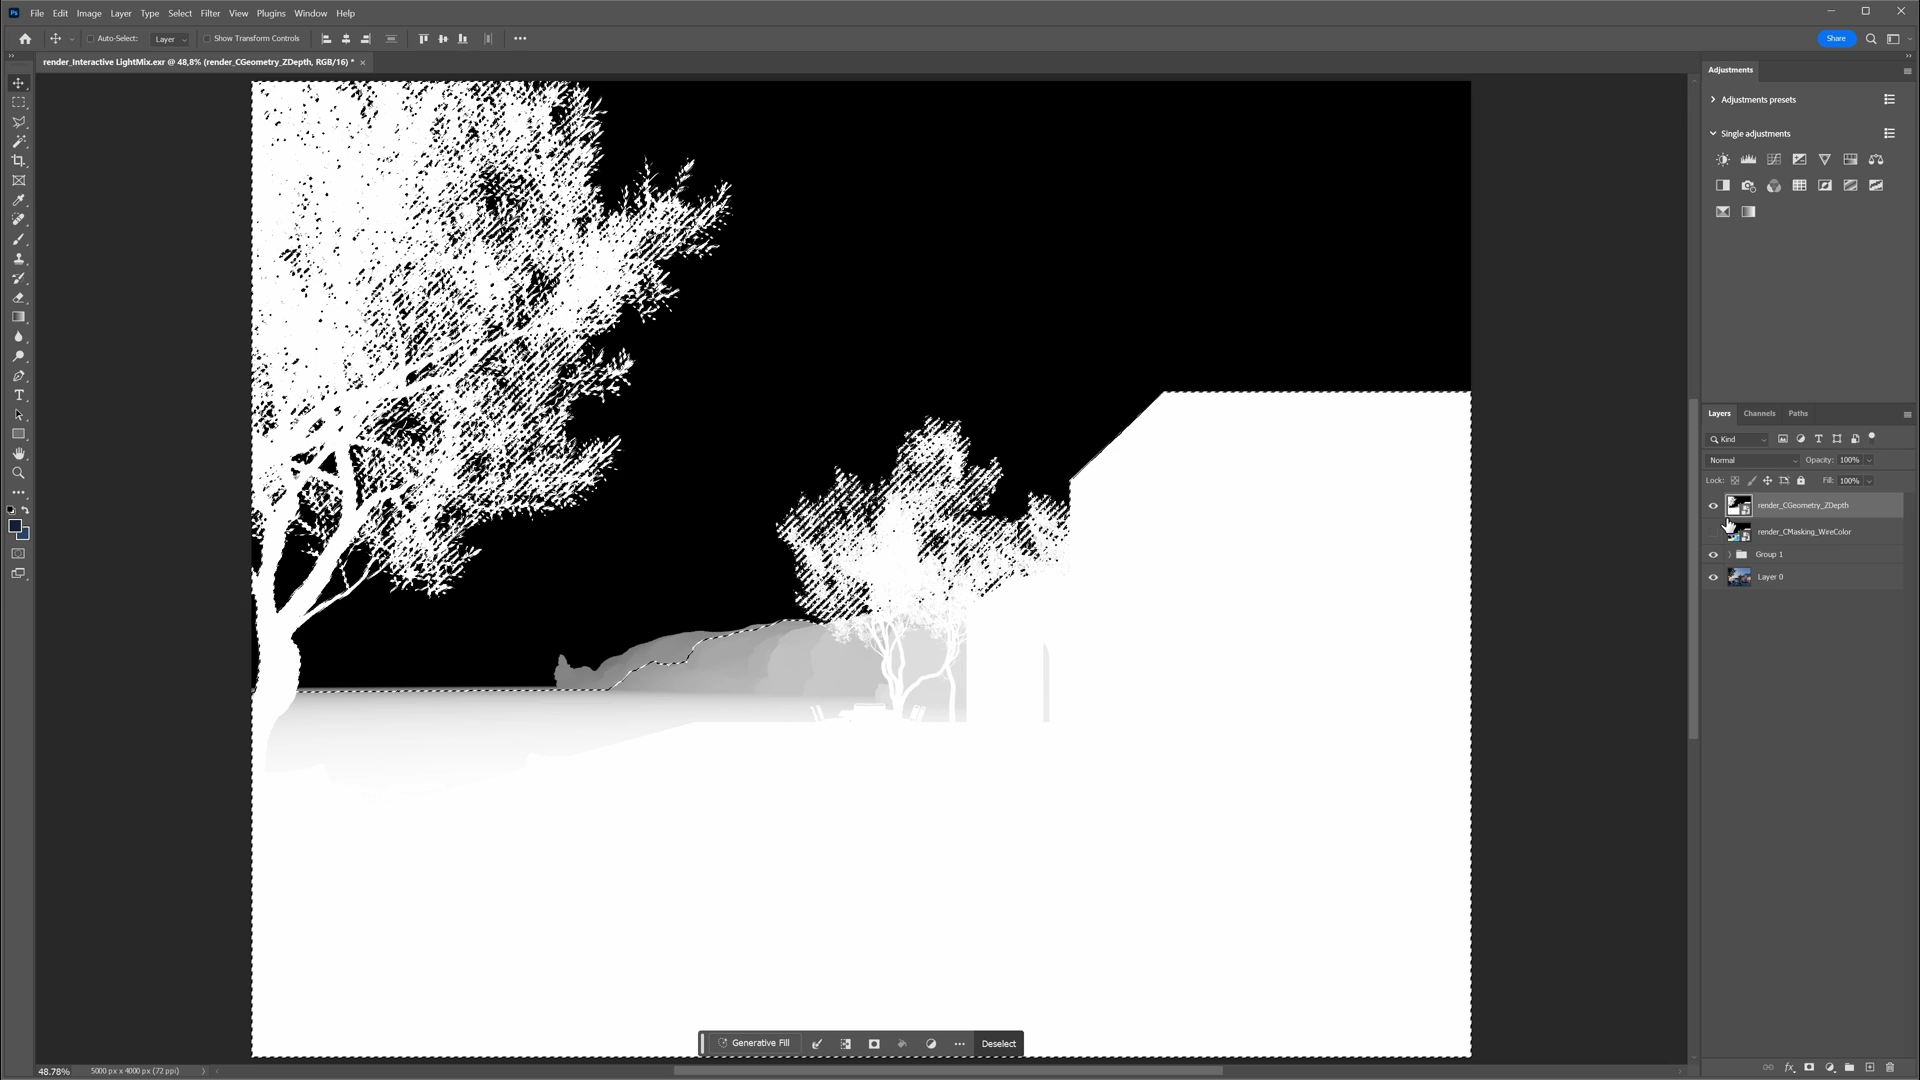 Ps File Edit Image Layer Type Select Filter View Plugins Window Help
Auto-Select: Layer Show Transform Controls ••• Share
render_Interactive LightMix.exr @ 48,8% (render_CGeometry_ZDepth, RGB/16) * ×
Adjustments
Adjustments presets
Single adjustments
Layers Channels Paths
Kind
Normal Opacity: 100%
Lock: Fill: 100%
render_CGeometry_ZDepth
render_CMasking_WireColor
Group 1
Layer 0
Generative Fill ••• Deselect
48.78% 5000 px x 4000 px (72 ppi)
fx